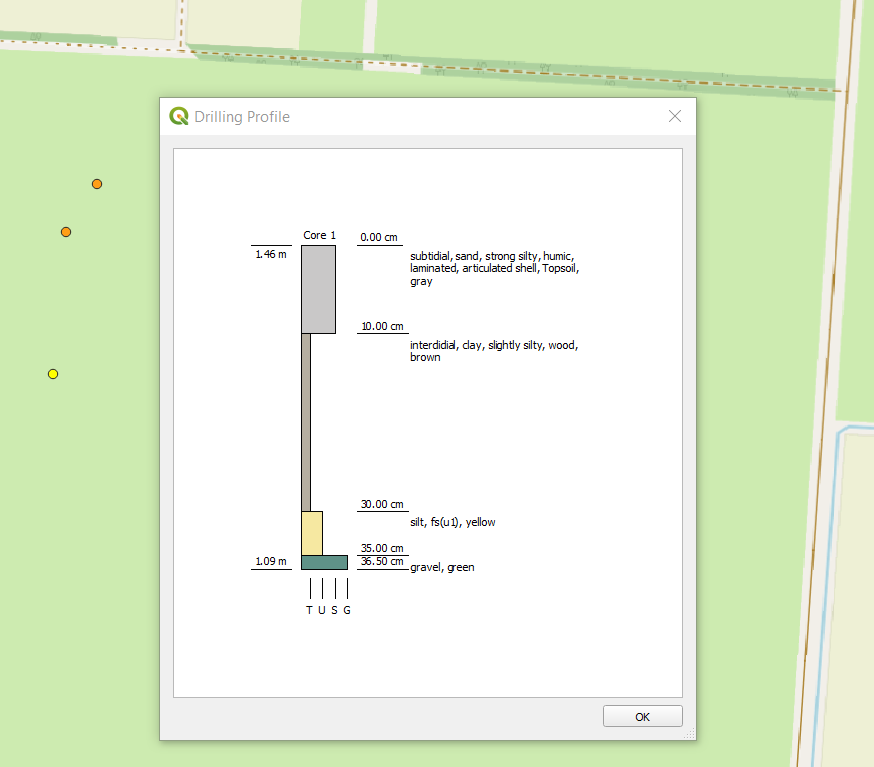 Drilling Profile
Core 1
0.00 cm
1.46 m
subtidial, sand, strong silty, humic,
laminated, articulated shell, Topsoil,
gray
10.00 cm
interdidial, clay, slightly silty, wood,
brown
30.00 cm
silt, fs(u1), yellow
35.00 cm
1.09 m
36.50 cm
gravel, green
T U S G
OK